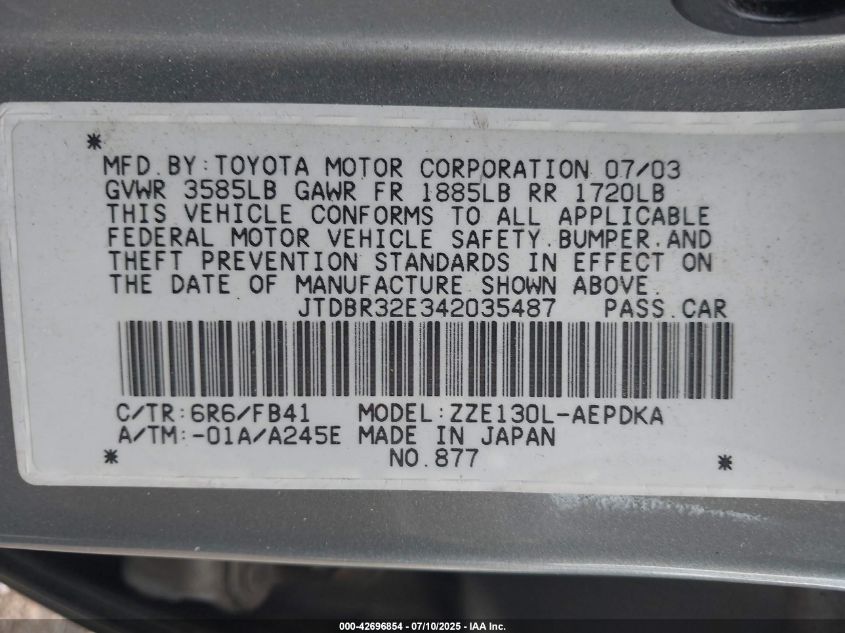 MFD.BY:TOYOTA MOTOR CORPORATION 07/03
GVWR 3585LB GAWR FR 1885LB RR 1720LB
THIS VEHICLE CONFORMS TO ALL APPLICABLE
FEDERAL MOTOR VEHICLE SAFETY.BUMPER.AND
THEFT PREVENTION STANDARDS IN EFFECT ON
THE DATE OF MANUFACTURE SHOWN ABOVE.
JTDBR32E342035487 PASS.CAR
C/TR:6R6/FB41 MODEL:ZZE130L-AEPDKA
A/TM:-01A/A245E MADE IN JAPAN
NO.877
000-42696854 / 07/10/2025 - IAA Inc.